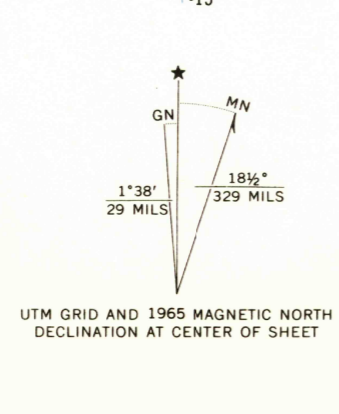 GN
MN
1°38'
29 MILS
18½°
329 MILS
UTM GRID AND 1965 MAGNETIC NORTH
DECLINATION AT CENTER OF SHEET